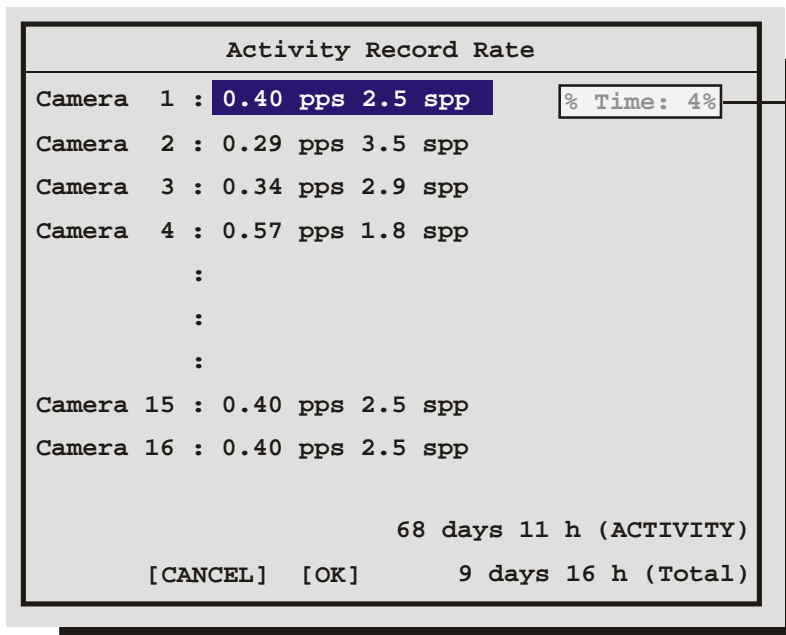 Activity Record Rate
Camera  1 : 0.40 pps 2.5 spp % Time: 4%
Camera  2 : 0.29 pps 3.5 spp
Camera  3 : 0.34 pps 2.9 spp
Camera  4 : 0.57 pps 1.8 spp
:
:
:
Camera 15 : 0.40 pps 2.5 spp
Camera 16 : 0.40 pps 2.5 spp
68 days 11 h (ACTIVITY)
[CANCEL] [OK] 9 days 16 h (Total)